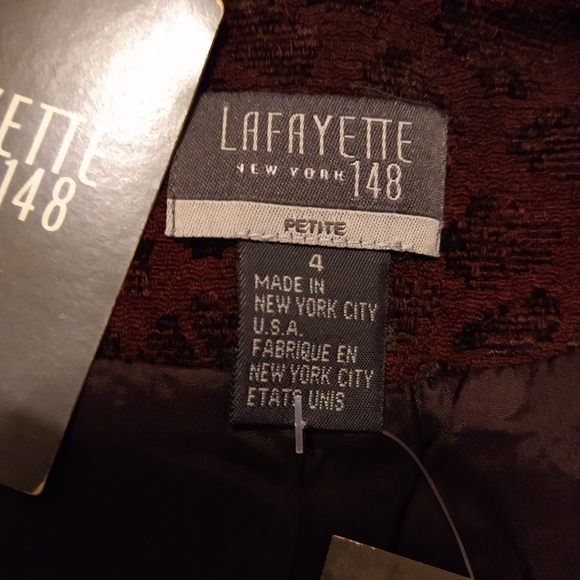 ETTE
148
LAFAYETTE
NEW YORK 148
PETITE
4
MADE IN
NEW YORK CITY
U.S.A.
FABRIQUE EN
NEW YORK CITY
ETATS UNIS